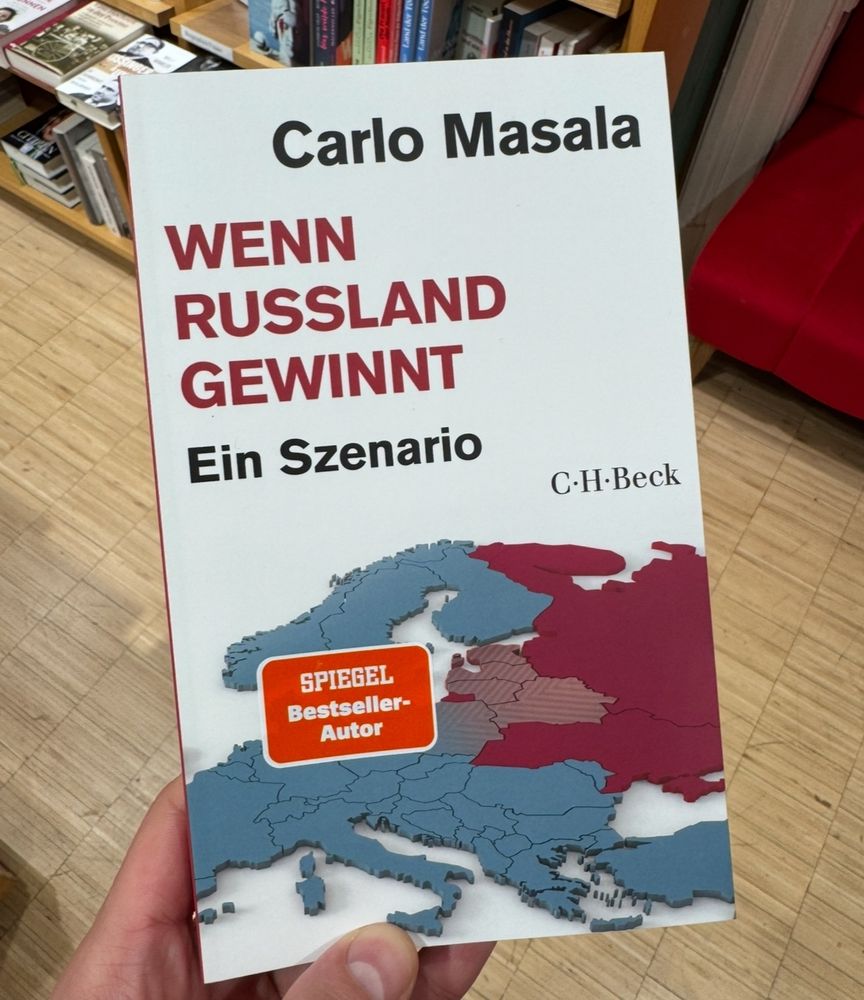 Carlo Masala
WENN
RUSSLAND
GEWINNT
Ein Szenario
C·H·Beck
SPIEGEL
Bestseller-
Autor